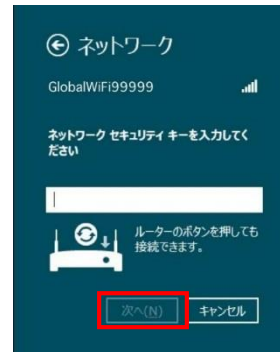 ネットワーク
GlobalWiFi99999
ネットワーク セキュリティ キーを入力してく
ださい
ルーターのボタンを押しても
接続できます。
次へ(N)
キャンセル